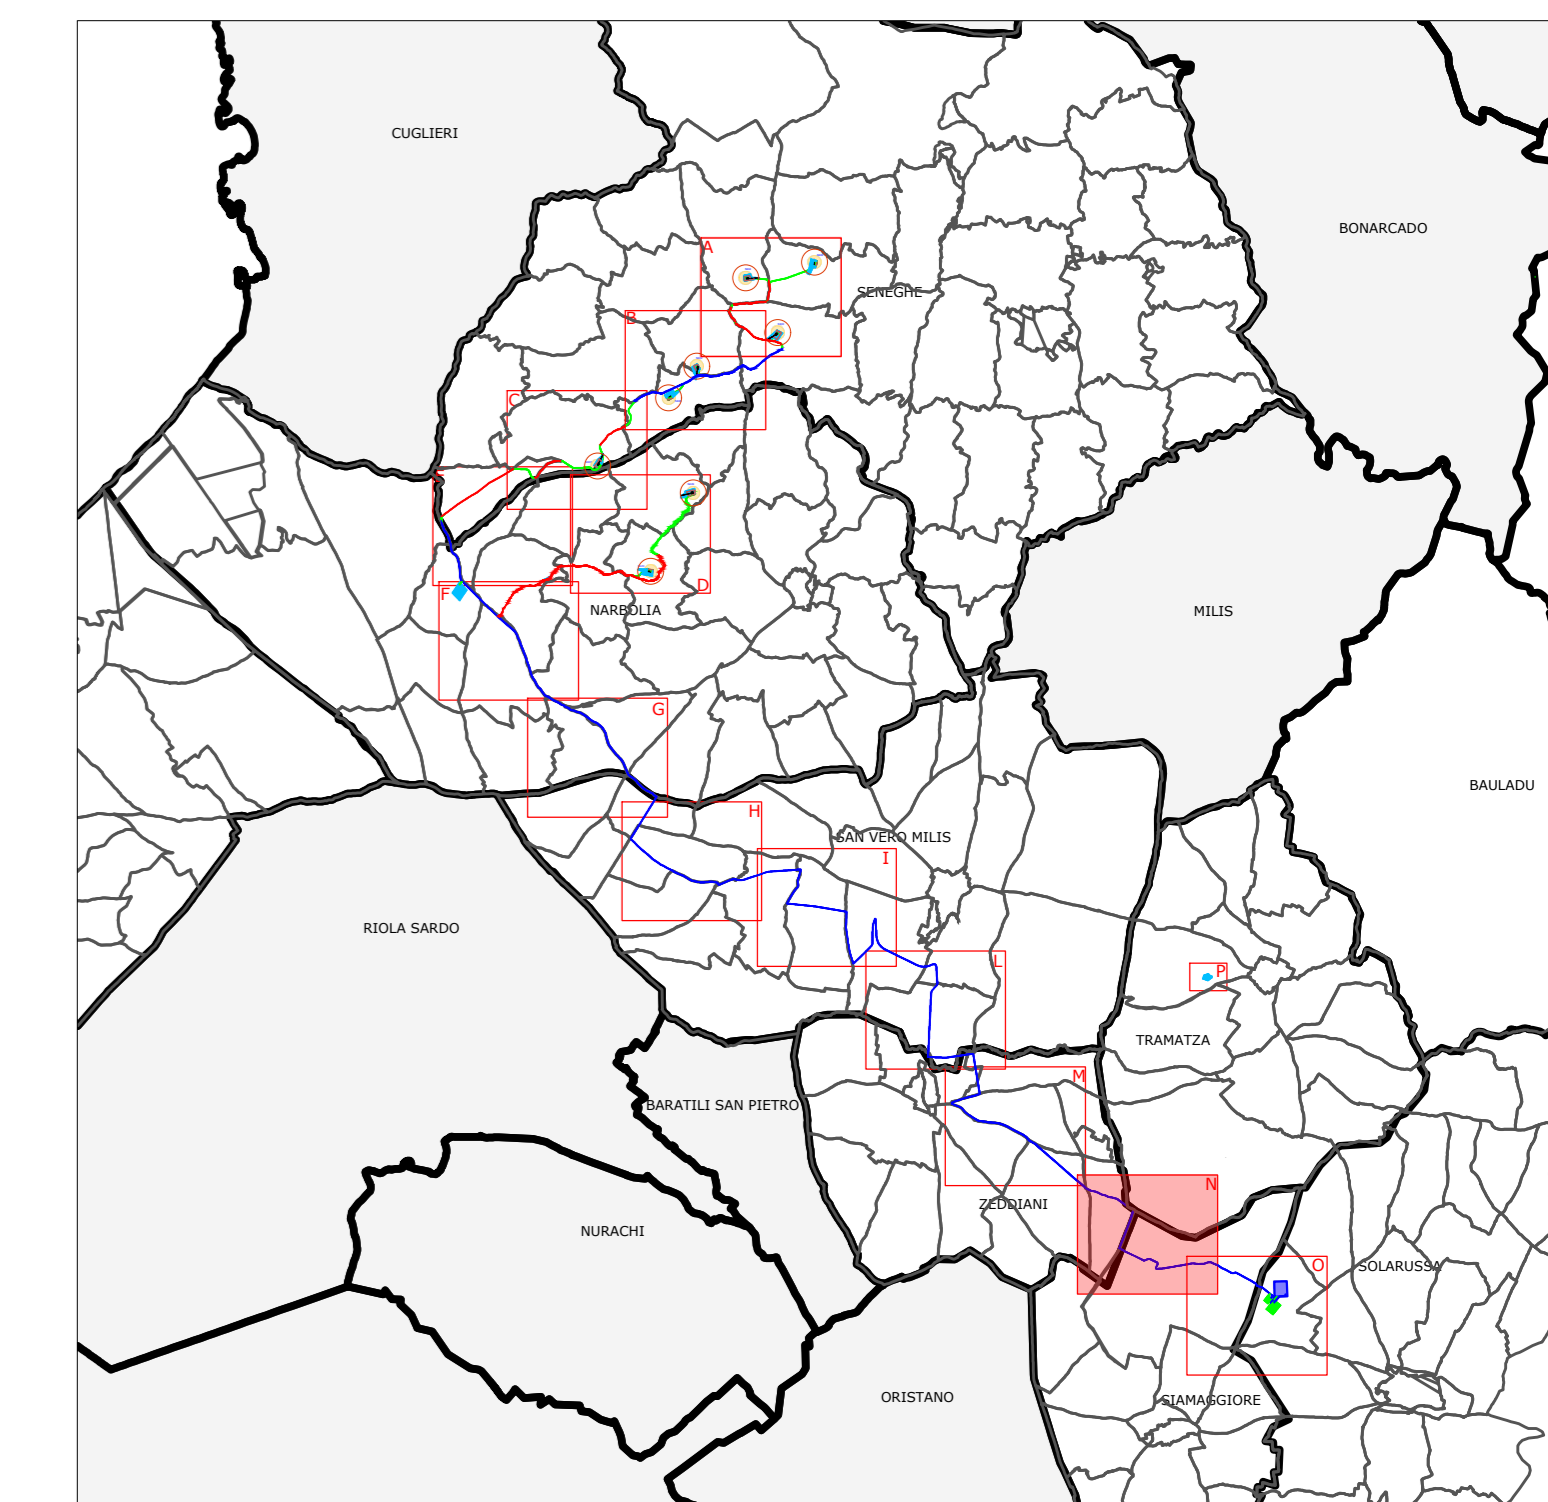 CUGLIERI
BONARCADO
A
SENEGHE
B
C
E
D
F
NARBOLIA
MILIS
G
BAULADU
H
SAN VERO MILIS
I
RIOLA SARDO
L
P
TRAMATZA
M
BARATILI SAN PIETRO
N
ZEDDIANI
NURACHI
O
SOLARUSSA
ORISTANO
SIAMAGGIORE